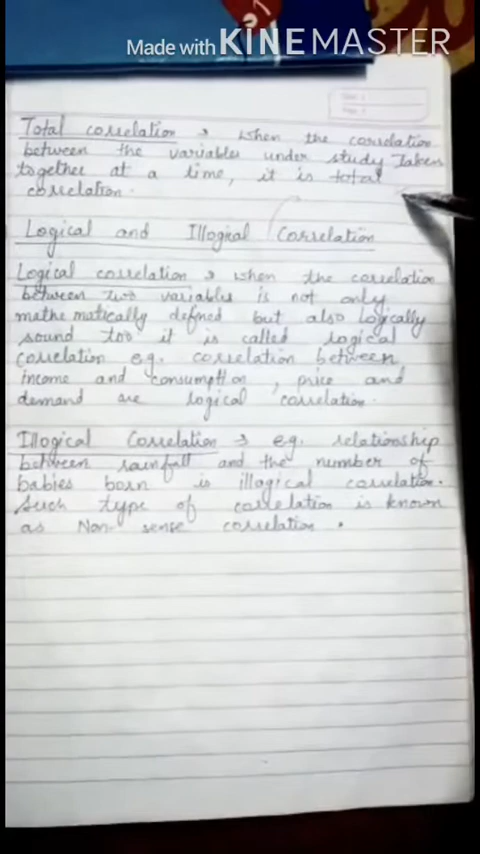 Made with KINEMASTER
Total correlation → when the correlation
between the variables under study Taken
together at a time, it is total
correlation.
Logical and Illogical Correlation
Logical correlation → when the correlation
between two variables is not only
mathematically defined but also logically
sound too it is called logical
correlation e.g. correlation between
income and consumption, price and
demand are logical correlation.
Illogical Correlation → e.g. relationship
between rainfall and the number of
babies born is illogical correlation.
Such type of correlation is known
as Non-sense correlation.